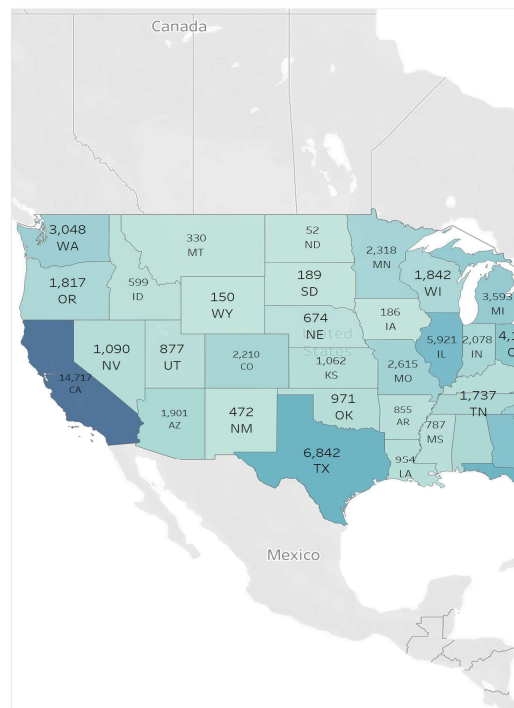 Canada
3,048
WA
330
MT
52
ND
2,318
MN
1,817
OR
599
ID
189
SD
1,842
WI
150
WY
3,593
MI
674
NE
186
IA
United
States
1,090
NV
877
UT
2,210
CO
1,062
KS
5,921
IL
2,078
IN
14,717
CA
2,615
MO
1,901
AZ
472
NM
971
OK
855
AR
1,737
TN
787
MS
6,842
TX
954
LA
Mexico